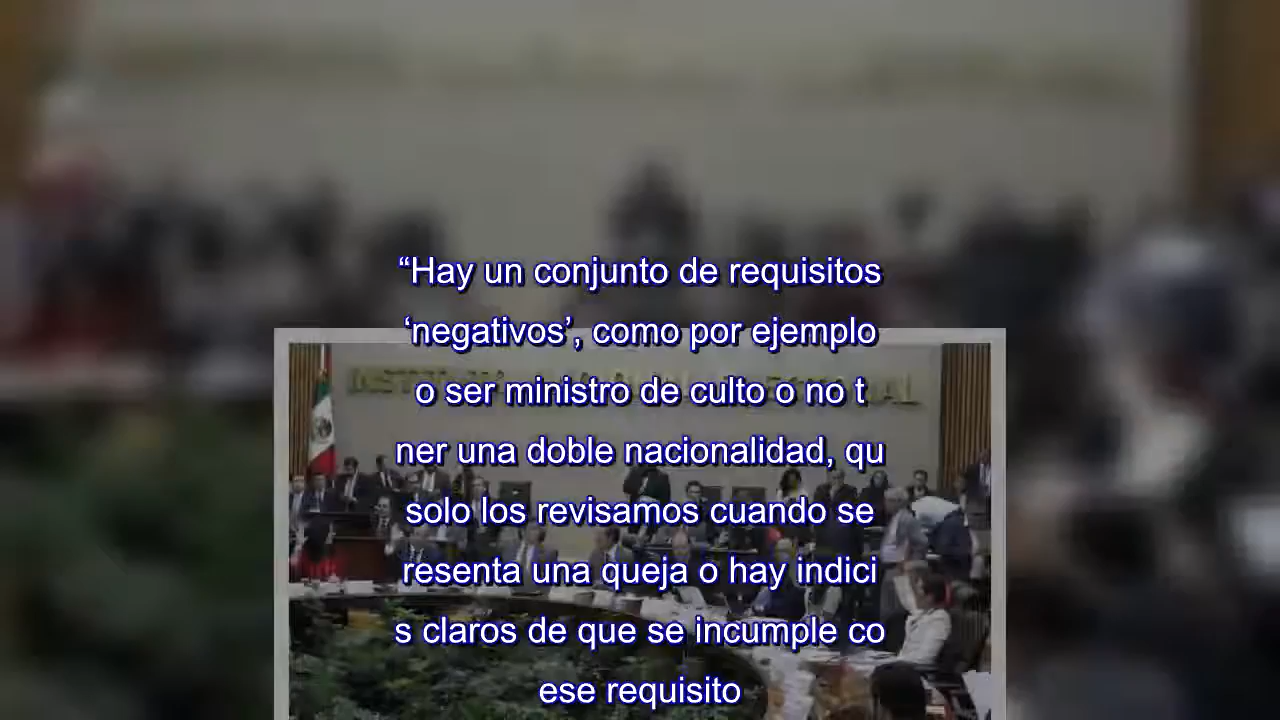 “Hay un conjunto de requisitos
‘negativos’, como por ejemplo
o ser ministro de culto o no t
ner una doble nacionalidad, qu
solo los revisamos cuando se
resenta una queja o hay indici
s claros de que se incumple co
ese requisito